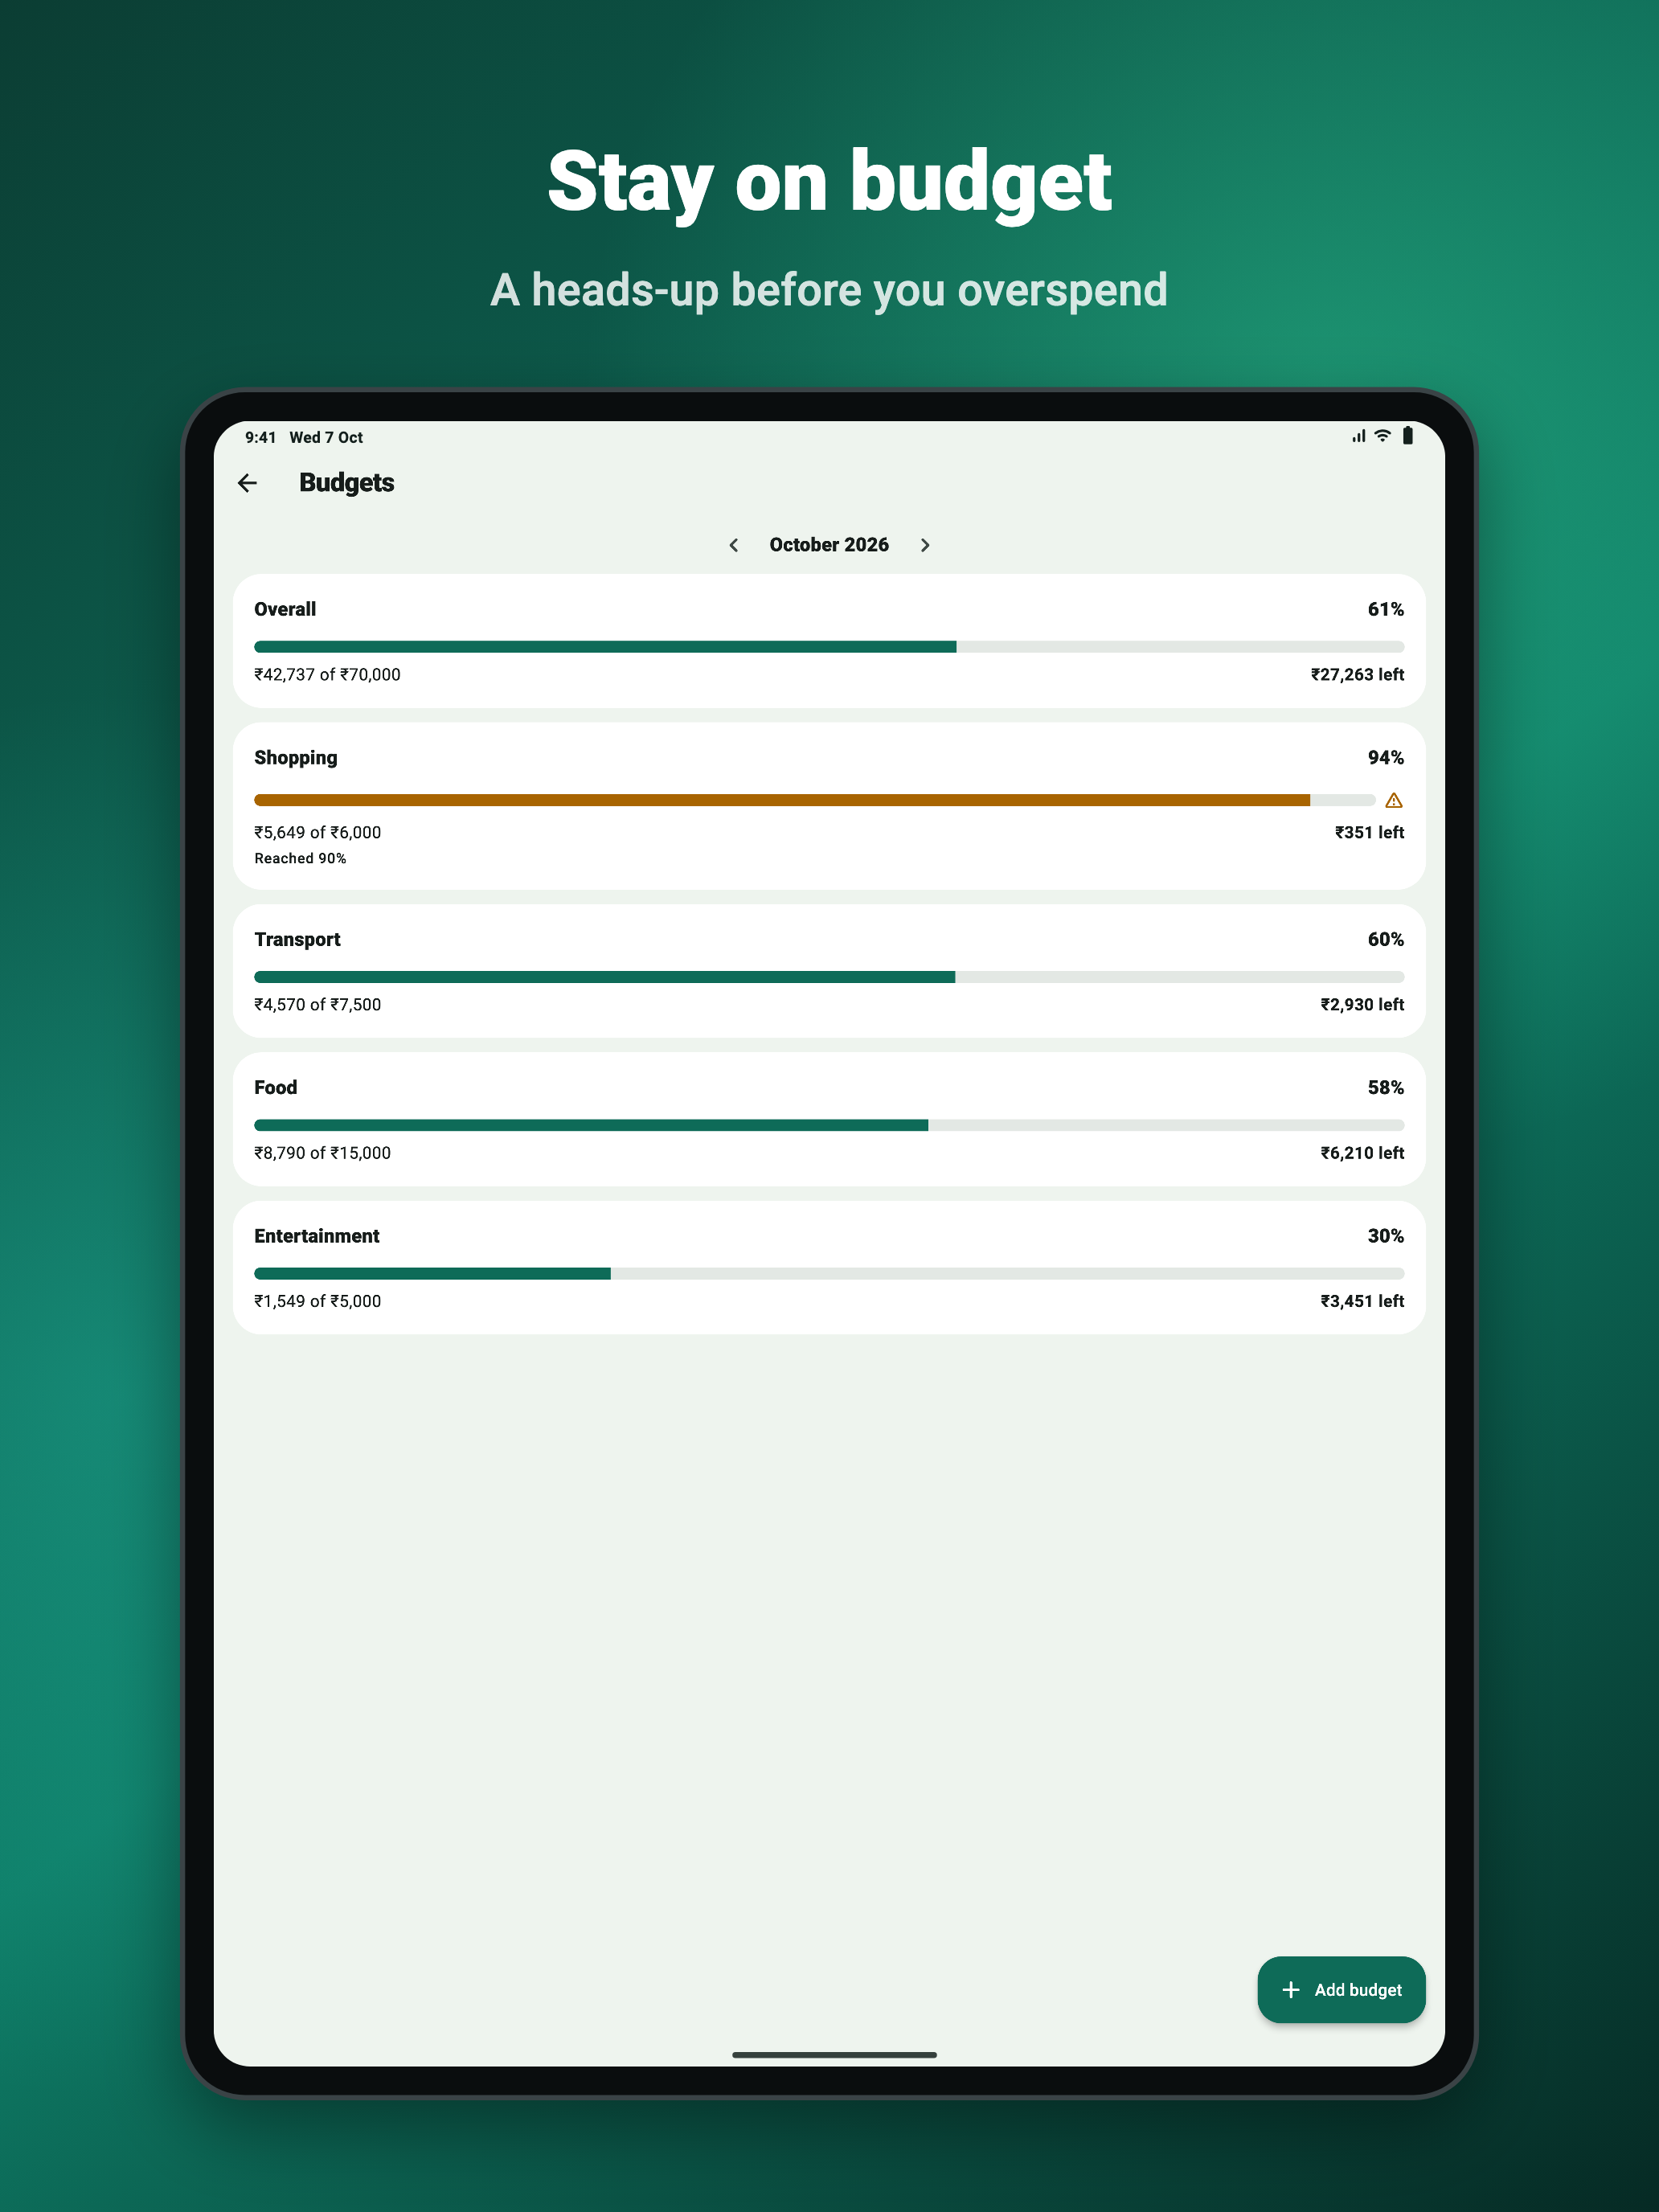 Stay on budget
A heads-up before you overspend
9:41 Wed 7 Oct
Budgets
October 2026
Overall 61%
₹42,737 of ₹70,000 ₹27,263 left
Shopping 94%
₹5,649 of ₹6,000 ₹351 left
Reached 90%
Transport 60%
₹4,570 of ₹7,500 ₹2,930 left
Food 58%
₹8,790 of ₹15,000 ₹6,210 left
Entertainment 30%
₹1,549 of ₹5,000 ₹3,451 left
Add budget